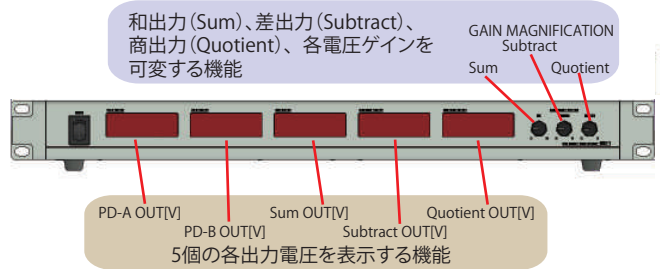 和出力（Sum）、差出力（Subtract）、
商出力（Quotient）、各電圧ゲインを
可変する機能
GAIN MAGNIFICATION
Subtract
Sum
Quotient
PD-A OUT[V]
PD-B OUT[V]
Sum OUT[V]
Subtract OUT[V]
Quotient OUT[V]
5個の各出力電圧を表示する機能